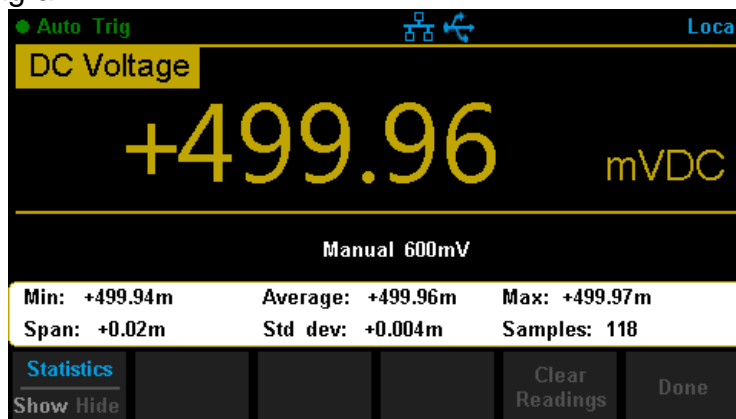 Auto Trig
Loca
DC Voltage
+499.96 mVDC
Manual 600mV
Min: +499.94m Average: +499.96m Max: +499.97m
Span: +0.02m Std dev: +0.004m Samples: 118
Statistics
Show Hide
Clear
Readings
Done